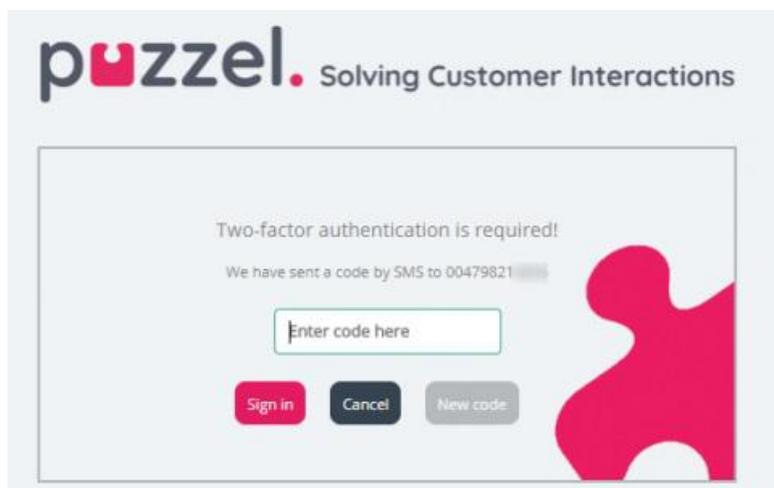 puzzel. Solving Customer Interactions
Two-factor authentication is required!
We have sent a code by SMS to 00479821
Enter code here
Sign in Cancel New code